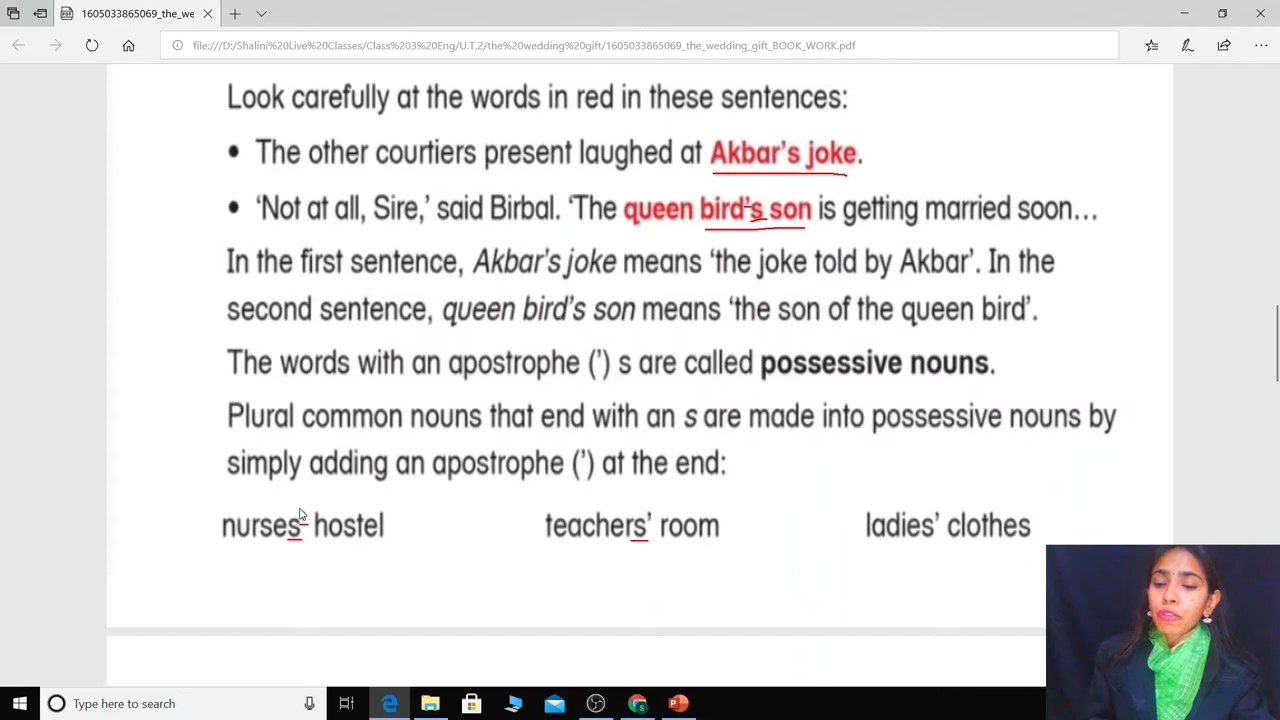 1605033865069_the_we
file:///D:/Shalini%20Live%20Classes/Class%203%20Eng/U.T.2/the%20wedding%20gift/1605033865069_the_wedding_gift_BOOK_WORK.pdf
Look carefully at the words in red in these sentences:
• The other courtiers present laughed at Akbar’s joke.
• ‘Not at all, Sire,’ said Birbal. ‘The queen bird’s son is getting married soon…
In the first sentence, Akbar’s joke means ‘the joke told by Akbar’. In the
second sentence, queen bird’s son means ‘the son of the queen bird’.
The words with an apostrophe (’) s are called possessive nouns.
Plural common nouns that end with an s are made into possessive nouns by
simply adding an apostrophe (’) at the end:
nurses’ hostel teachers’ room ladies’ clothes
Type here to search